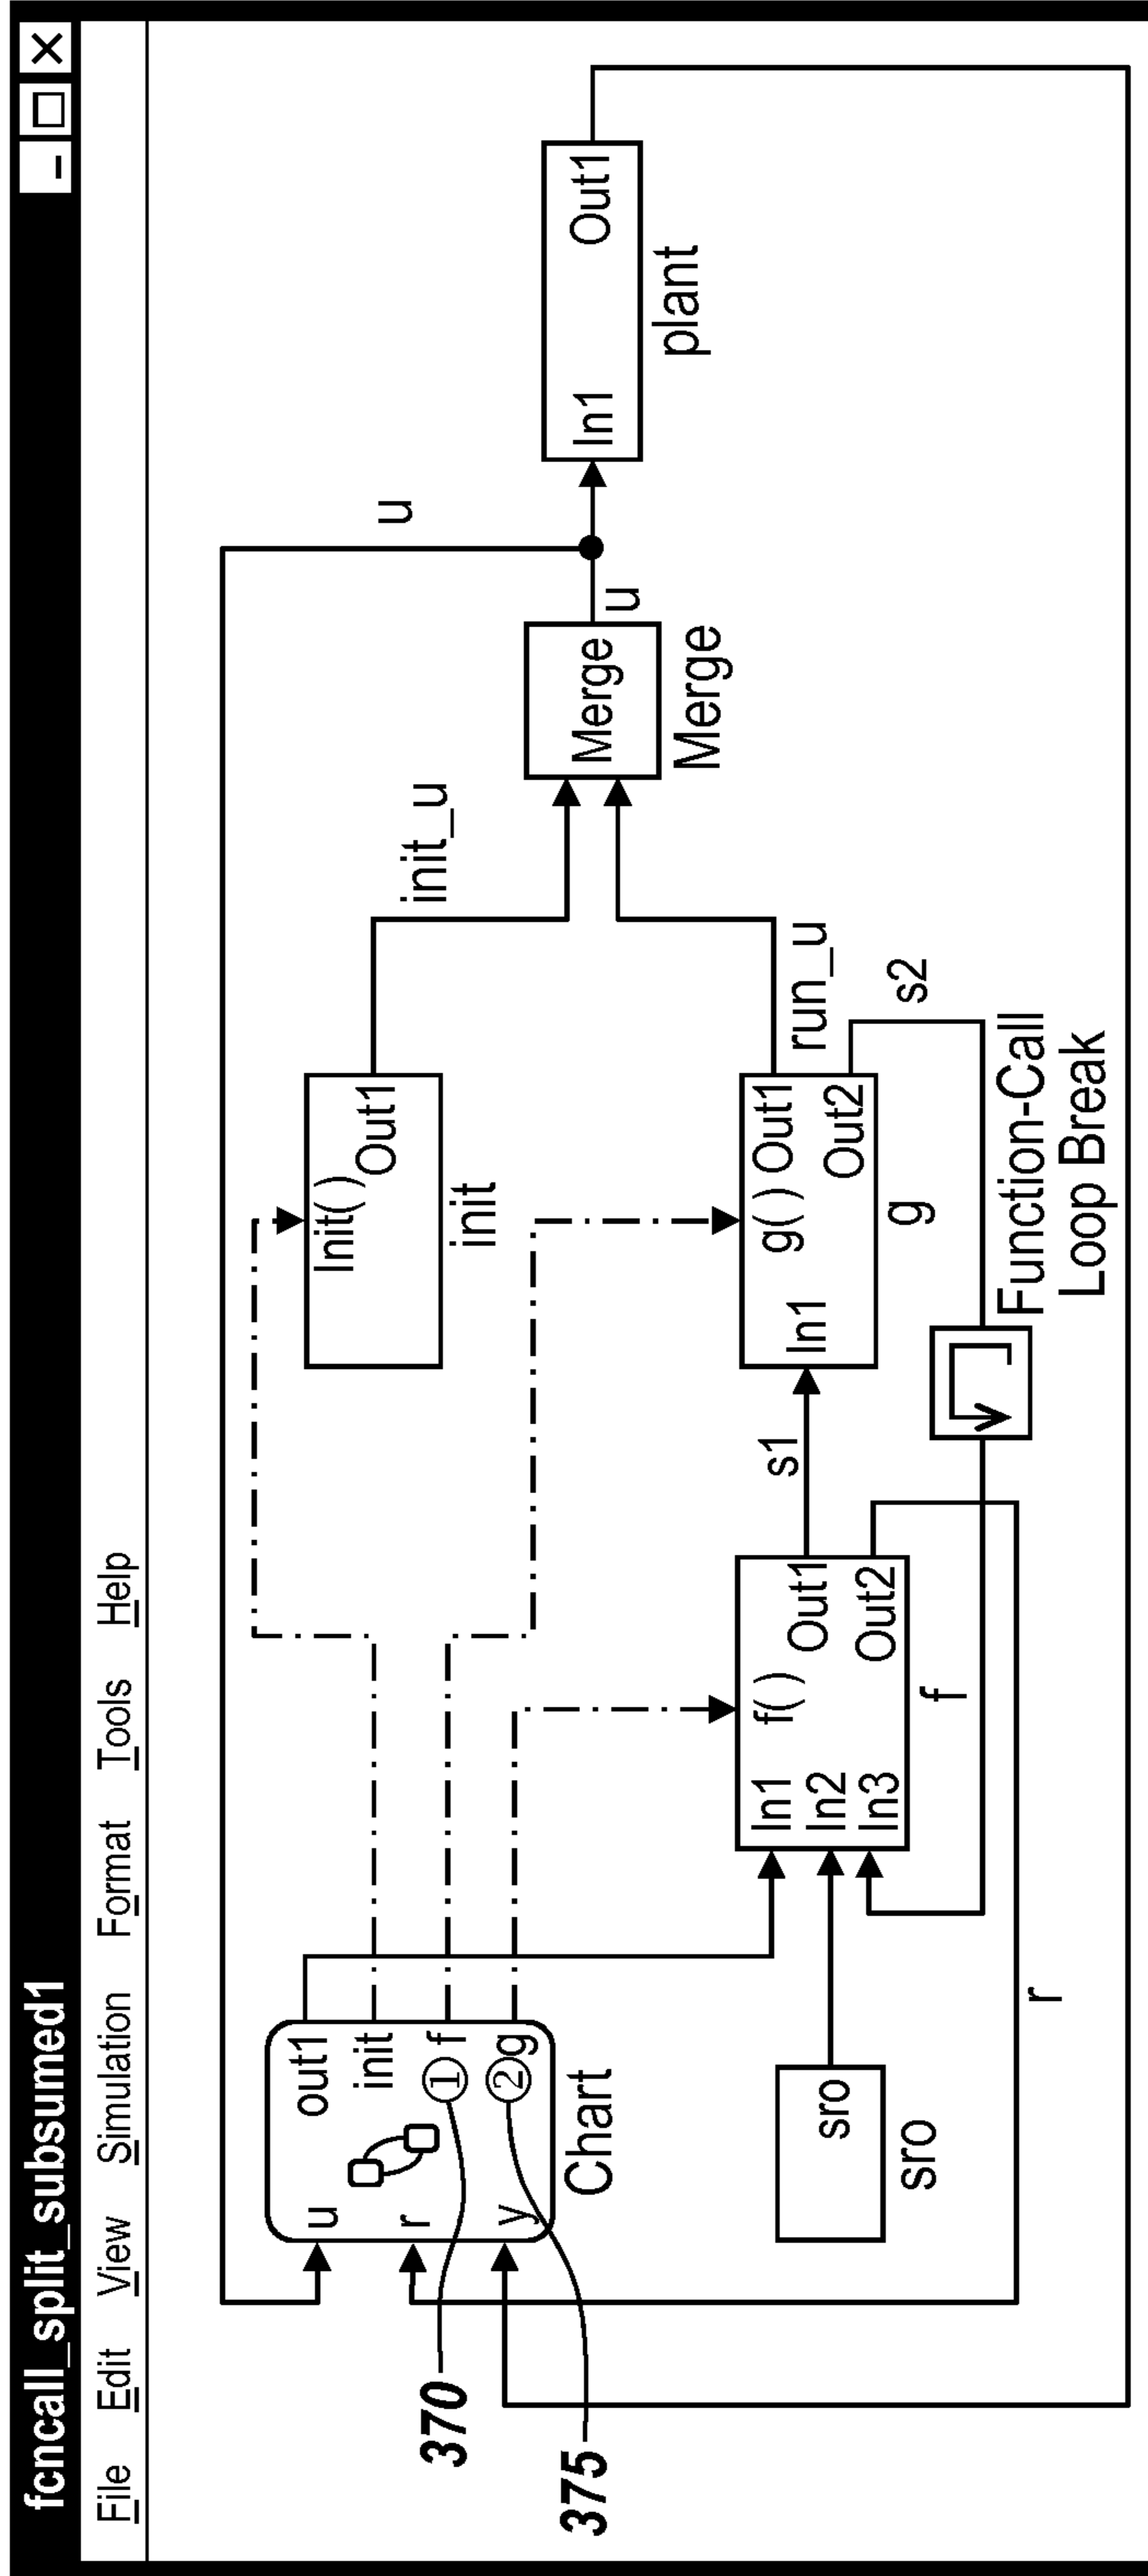 fcncall_split_subsumed1
File Edit View Simulation Format Tools Help
u
out1
init
r
1 f
y
2 g
Chart
370
375
sro
sro
r
f()
In1
In2
In3
Out1
Out2
f
s1
Init()
Out1
init
g()
In1
Out1
Out2
g
s2
Function-Call
Loop Break
init_u
run_u
Merge
Merge
u
u
In1
Out1
plant